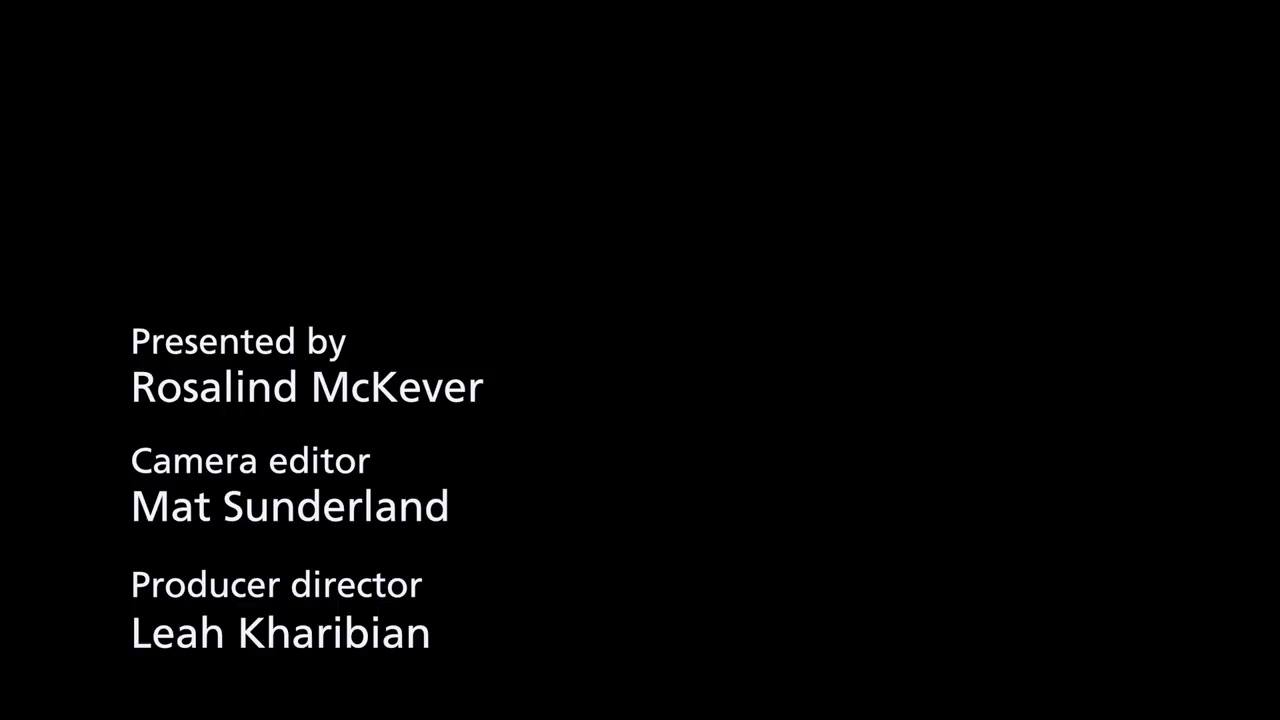 Presented by
Rosalind McKever
Camera editor
Mat Sunderland
Producer director
Leah Kharibian